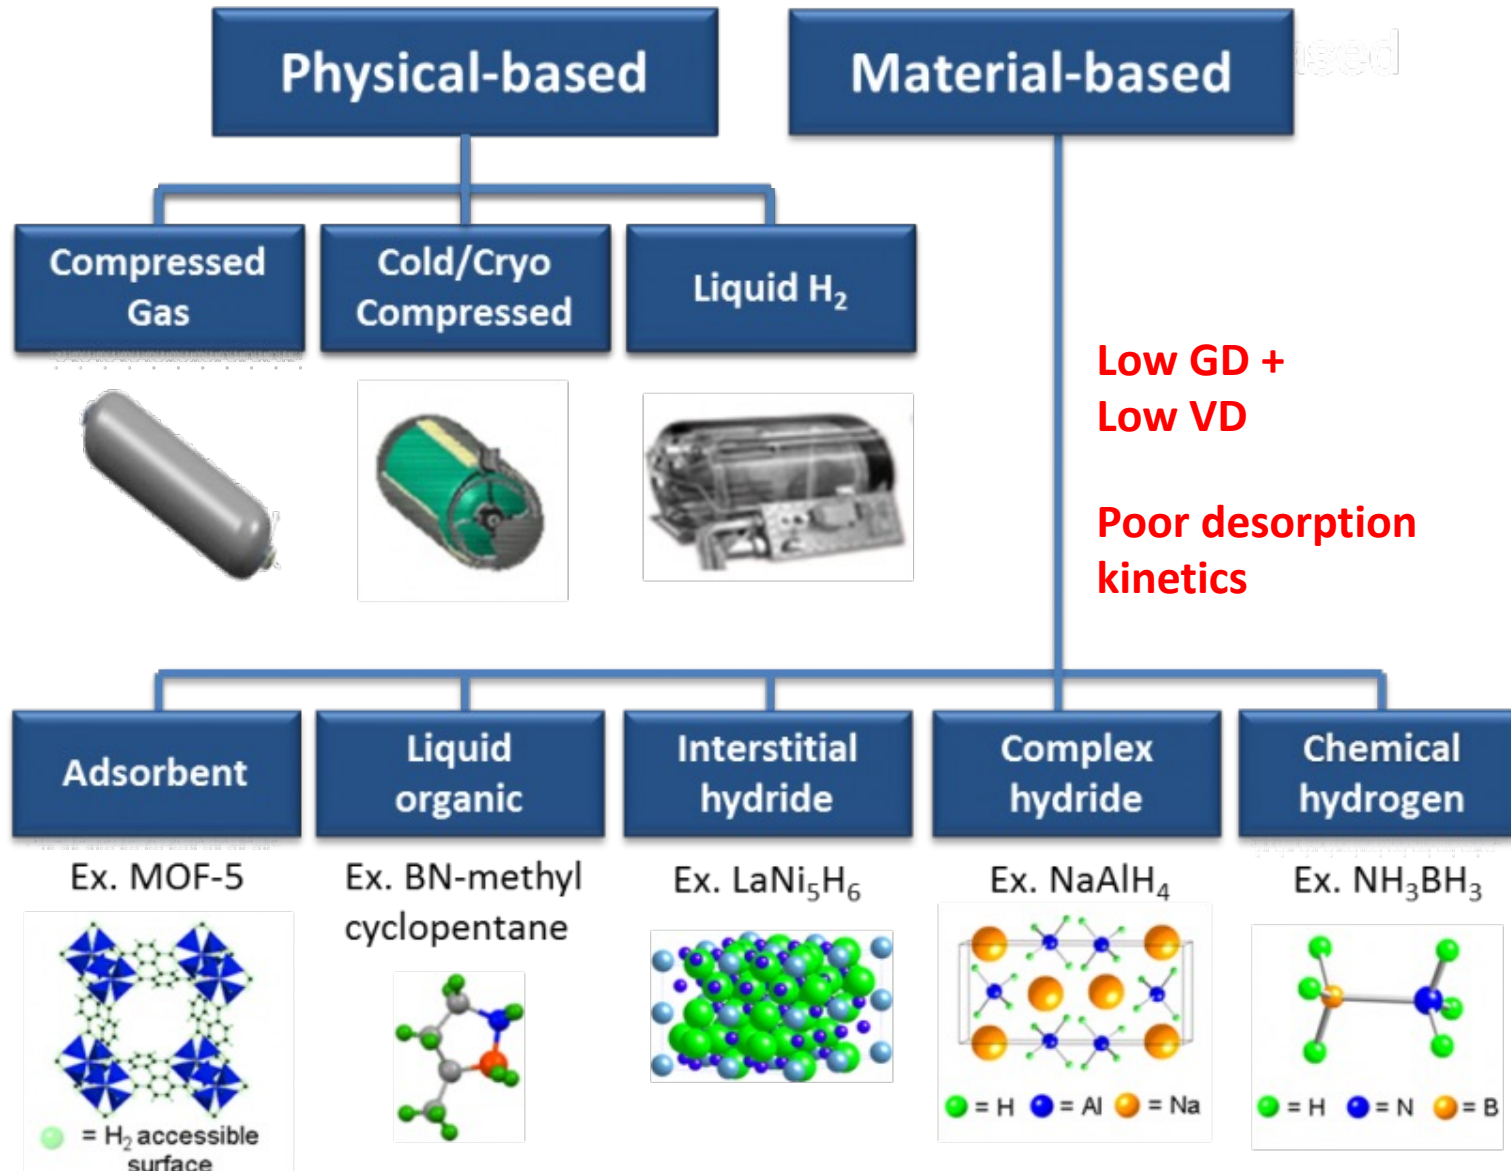 Physical-based
Material-based
ased
Compressed
Gas
Cold/Cryo
Compressed
Liquid H₂
Low GD +
Low VD
Poor desorption
kinetics
Adsorbent
Liquid
organic
Interstitial
hydride
Complex
hydride
Chemical
hydrogen
Ex. MOF-5
Ex. BN-methyl
cyclopentane
Ex. LaNi₅H₆
Ex. NaAlH₄
Ex. NH₃BH₃
= H₂ accessible
surface
= H = Al = Na
= H = N = B